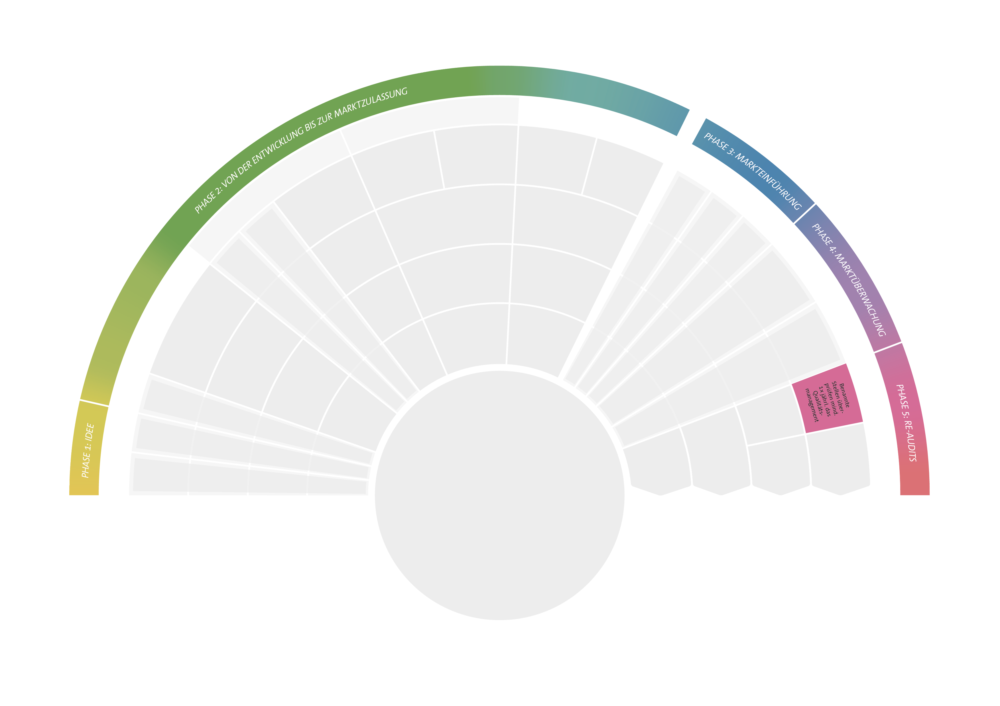 PHASE 1: IDEE
PHASE 2: VON DER ENTWICKLUNG BIS ZUR MARKTZULASSUNG
PHASE 3: MARKTEINFÜHRUNG
PHASE 4: MARKTÜBERWACHUNG
PHASE 5: RE-AUDITS
Benannte
Stellen über-
prüfen mind.
1x jährl. das
Qualitäts-
management